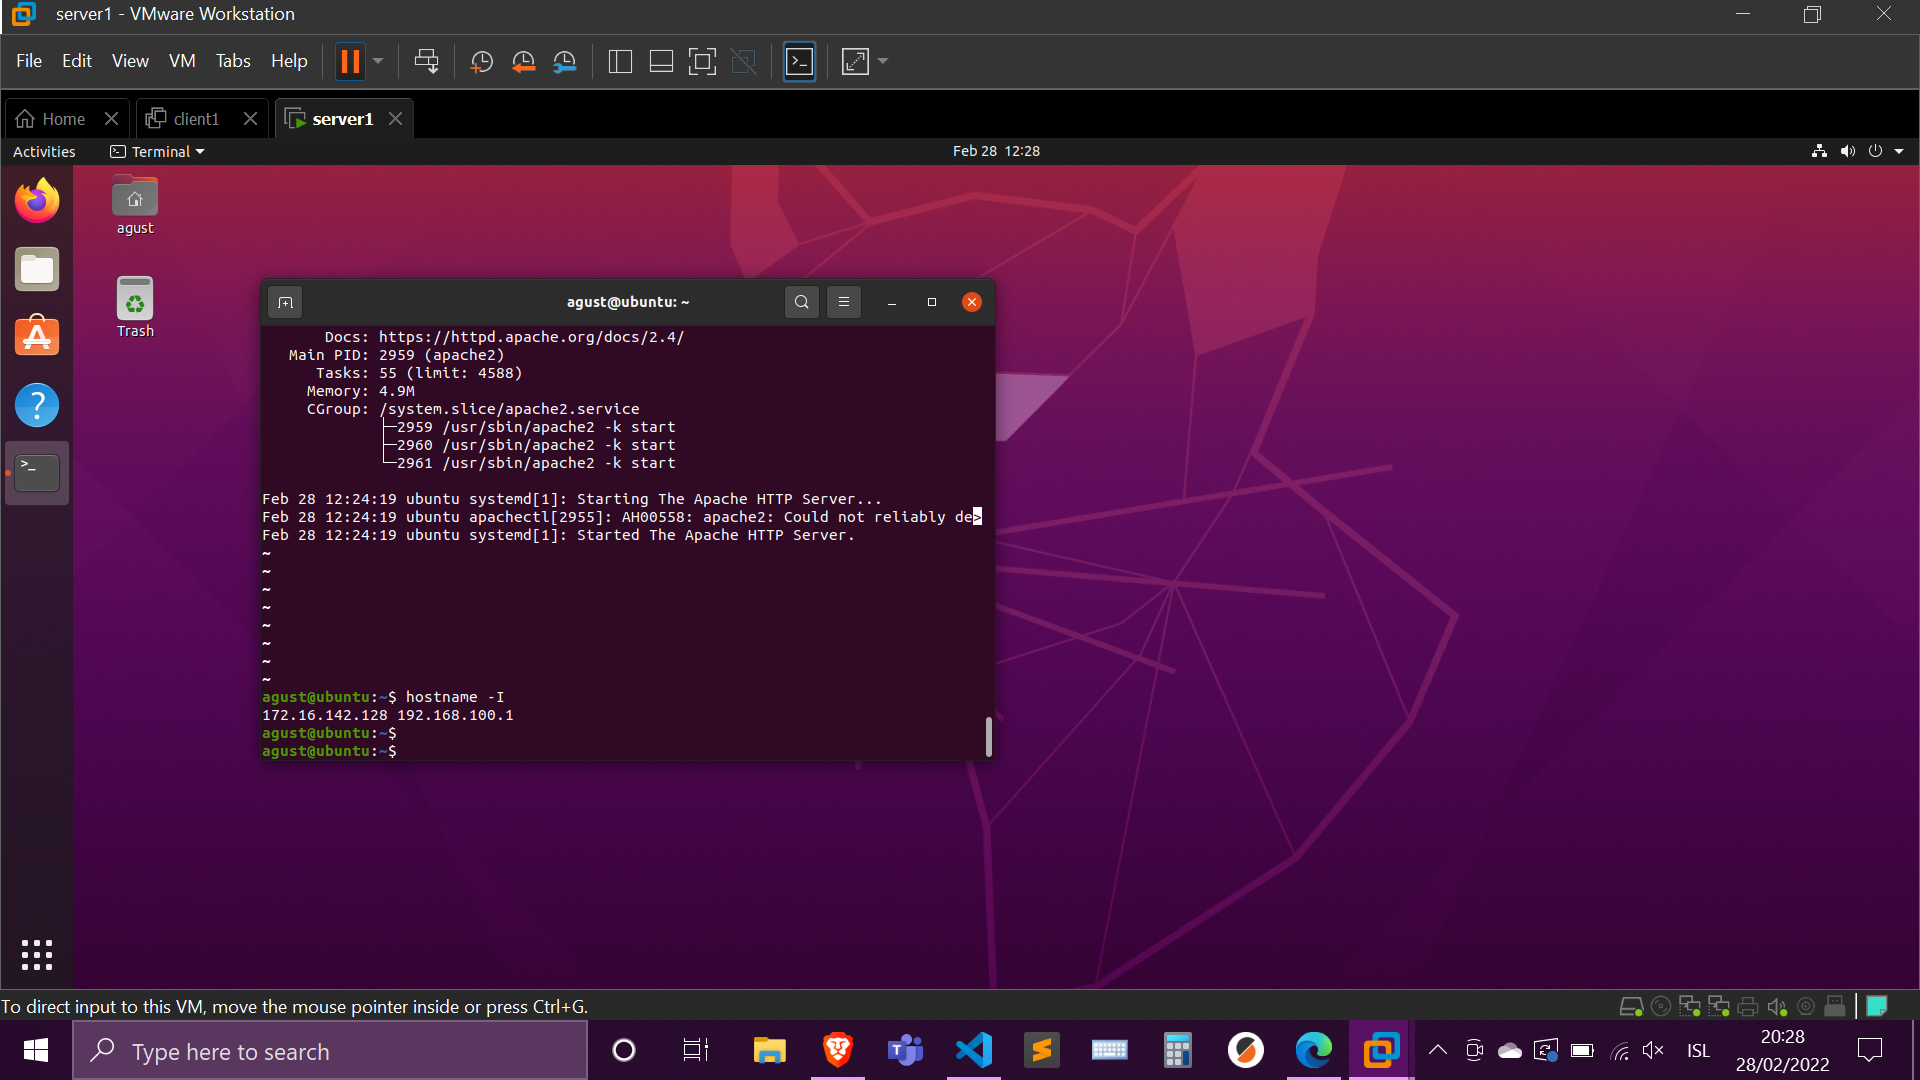 server1 - VMware Workstation
File Edit View VM Tabs Help
Home client1 server1
Activities Terminal Feb 28 12:28
agust
Trash
agust@ubuntu: ~
Docs: https://httpd.apache.org/docs/2.4/
Main PID: 2959 (apache2)
Tasks: 55 (limit: 4588)
Memory: 4.9M
CGroup: /system.slice/apache2.service
├─2959 /usr/sbin/apache2 -k start
├─2960 /usr/sbin/apache2 -k start
└─2961 /usr/sbin/apache2 -k start
Feb 28 12:24:19 ubuntu systemd[1]: Starting The Apache HTTP Server...
Feb 28 12:24:19 ubuntu apachectl[2955]: AH00558: apache2: Could not reliably de>
Feb 28 12:24:19 ubuntu systemd[1]: Started The Apache HTTP Server.
~
~
~
~
~
~
~
~
agust@ubuntu:~$ hostname -I
172.16.142.128 192.168.100.1
agust@ubuntu:~$
agust@ubuntu:~$
To direct input to this VM, move the mouse pointer inside or press Ctrl+G.
Type here to search
ISL
20:28
28/02/2022